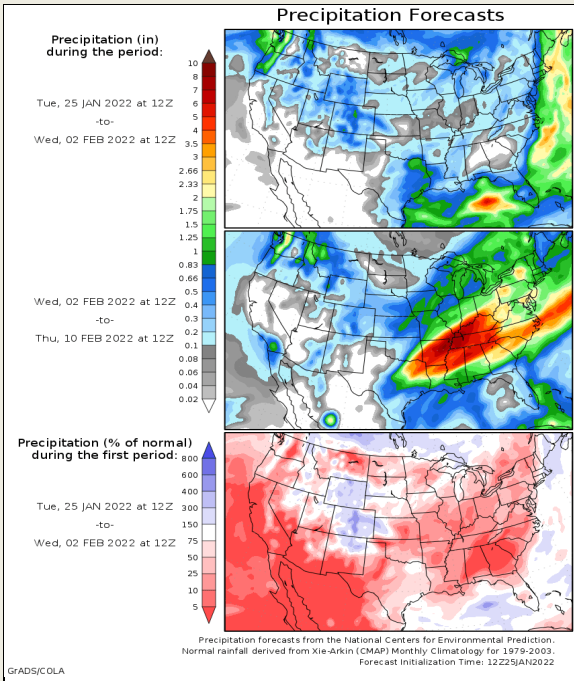 Precipitation Forecasts
Precipitation (in)
during the period:
Tue, 25 JAN 2022 at 12Z
-to-
Wed, 02 FEB 2022 at 12Z
10
8
7
6
5
4
3.5
3
2.66
2.33
2
1.75
1.5
1.25
1
0.83
0.66
0.5
0.4
0.3
0.2
0.1
0.08
0.06
0.04
0.02
Wed, 02 FEB 2022 at 12Z
-to-
Thu, 10 FEB 2022 at 12Z
Precipitation (% of normal)
during the first period:
Tue, 25 JAN 2022 at 12Z
-to-
Wed, 02 FEB 2022 at 12Z
800
600
400
300
150
75
50
25
10
5
Precipitation forecasts from the National Centers for Environmental Prediction.
Normal rainfall derived from Xie-Arkin (CMAP) Monthly Climatology for 1979-2003.
Forecast Initialization Time: 12Z25JAN2022
GrADS/COLA